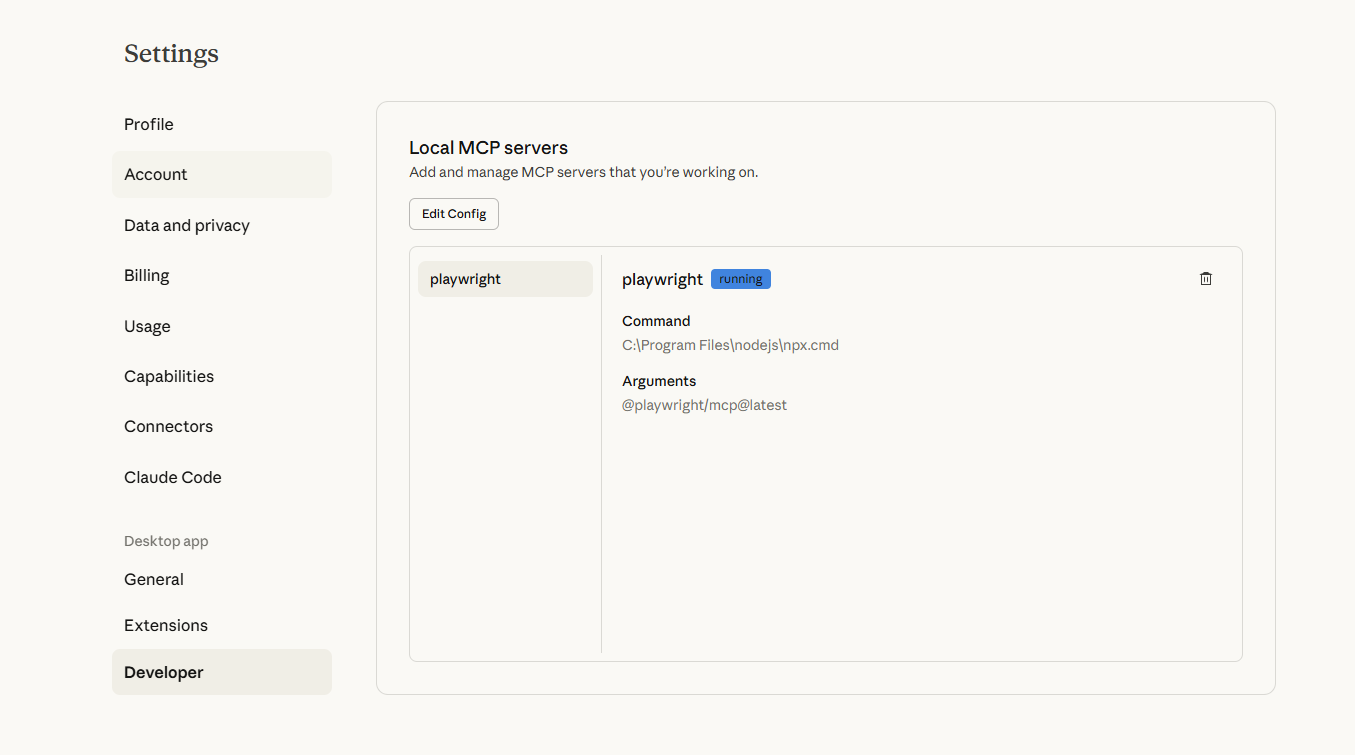 Settings
Profile
Account
Data and privacy
Billing
Usage
Capabilities
Connectors
Claude Code
Desktop app
General
Extensions
Developer
Local MCP servers
Add and manage MCP servers that you're working on.
Edit Config
playwright
playwright running
Command
C:\Program Files\nodejs\npx.cmd
Arguments
@playwright/mcp@latest